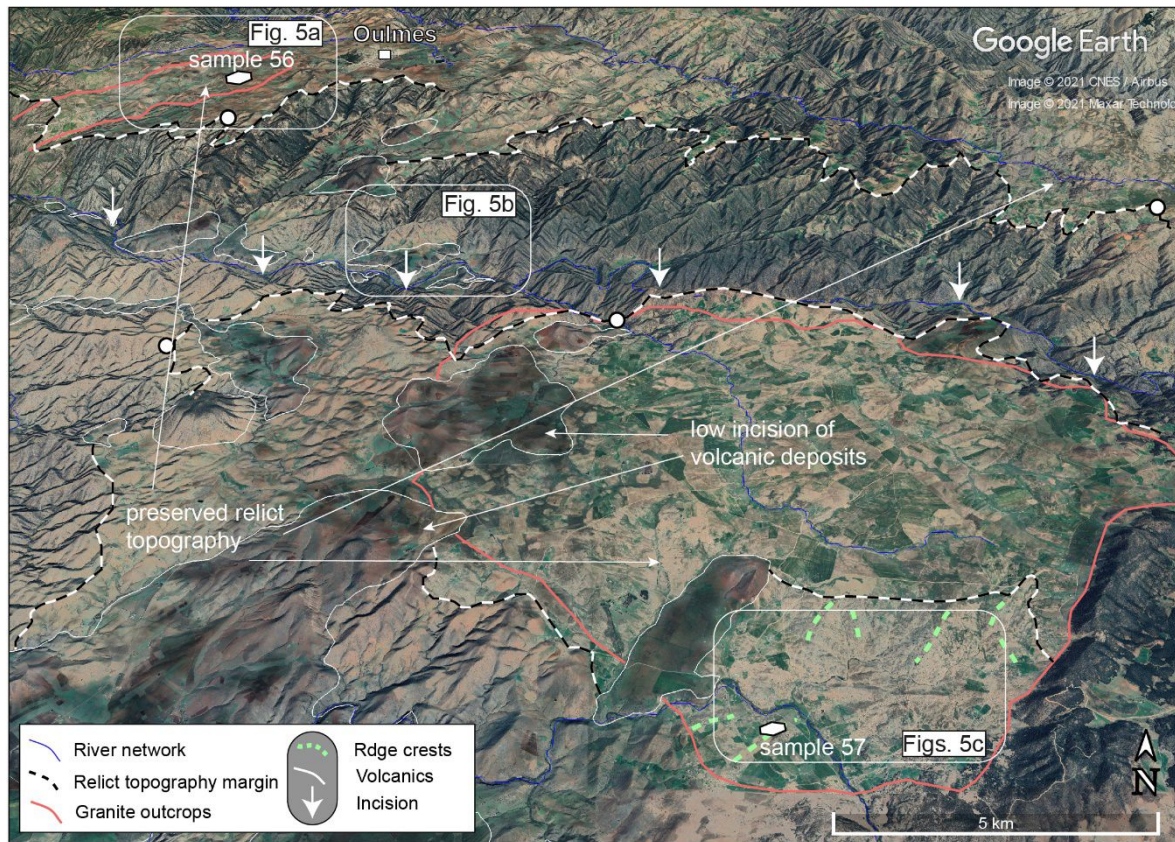 Fig. 5a
sample 56
Oulmes
Google Earth
Image © 2021 CNES / Airbus
Image © 2021 Maxar Technolo
Fig. 5b
low incision of
volcanic deposits
preserved relict
topography
sample 57
Figs. 5c
River network
Relict topography margin
Granite outcrops
Rdge crests
Volcanics
Incision
N
5 km